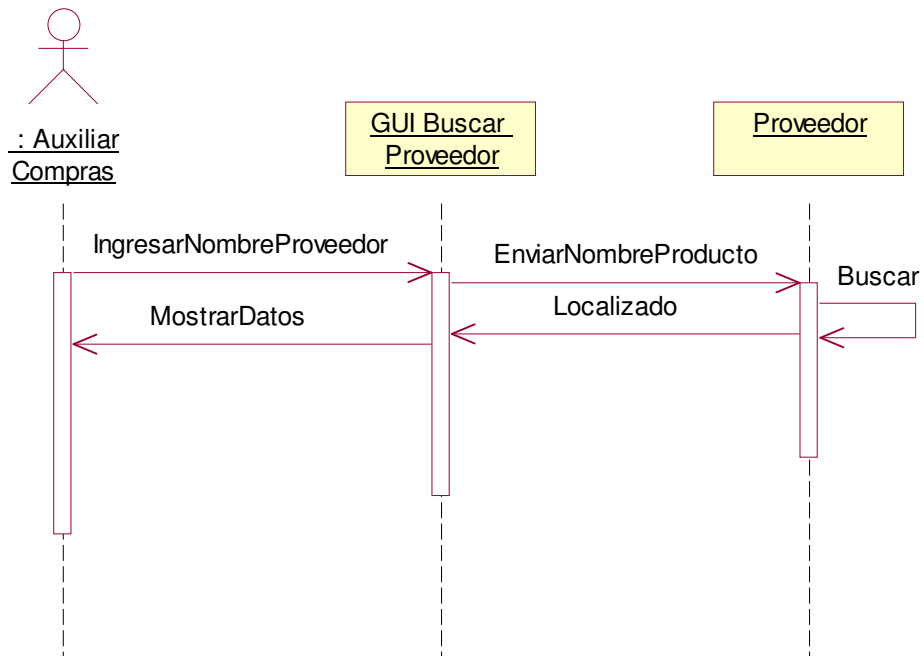 : Auxiliar
Compras
GUI Buscar
Proveedor
Proveedor
IngresarNombreProveedor
EnviarNombreProducto
Buscar
Localizado
MostrarDatos